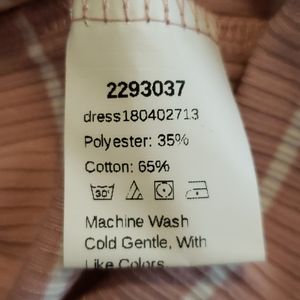 2293037
dress180402713
Polyester: 35%
Cotton: 65%
30°
Machine Wash
Cold Gentle, With
Like Colors